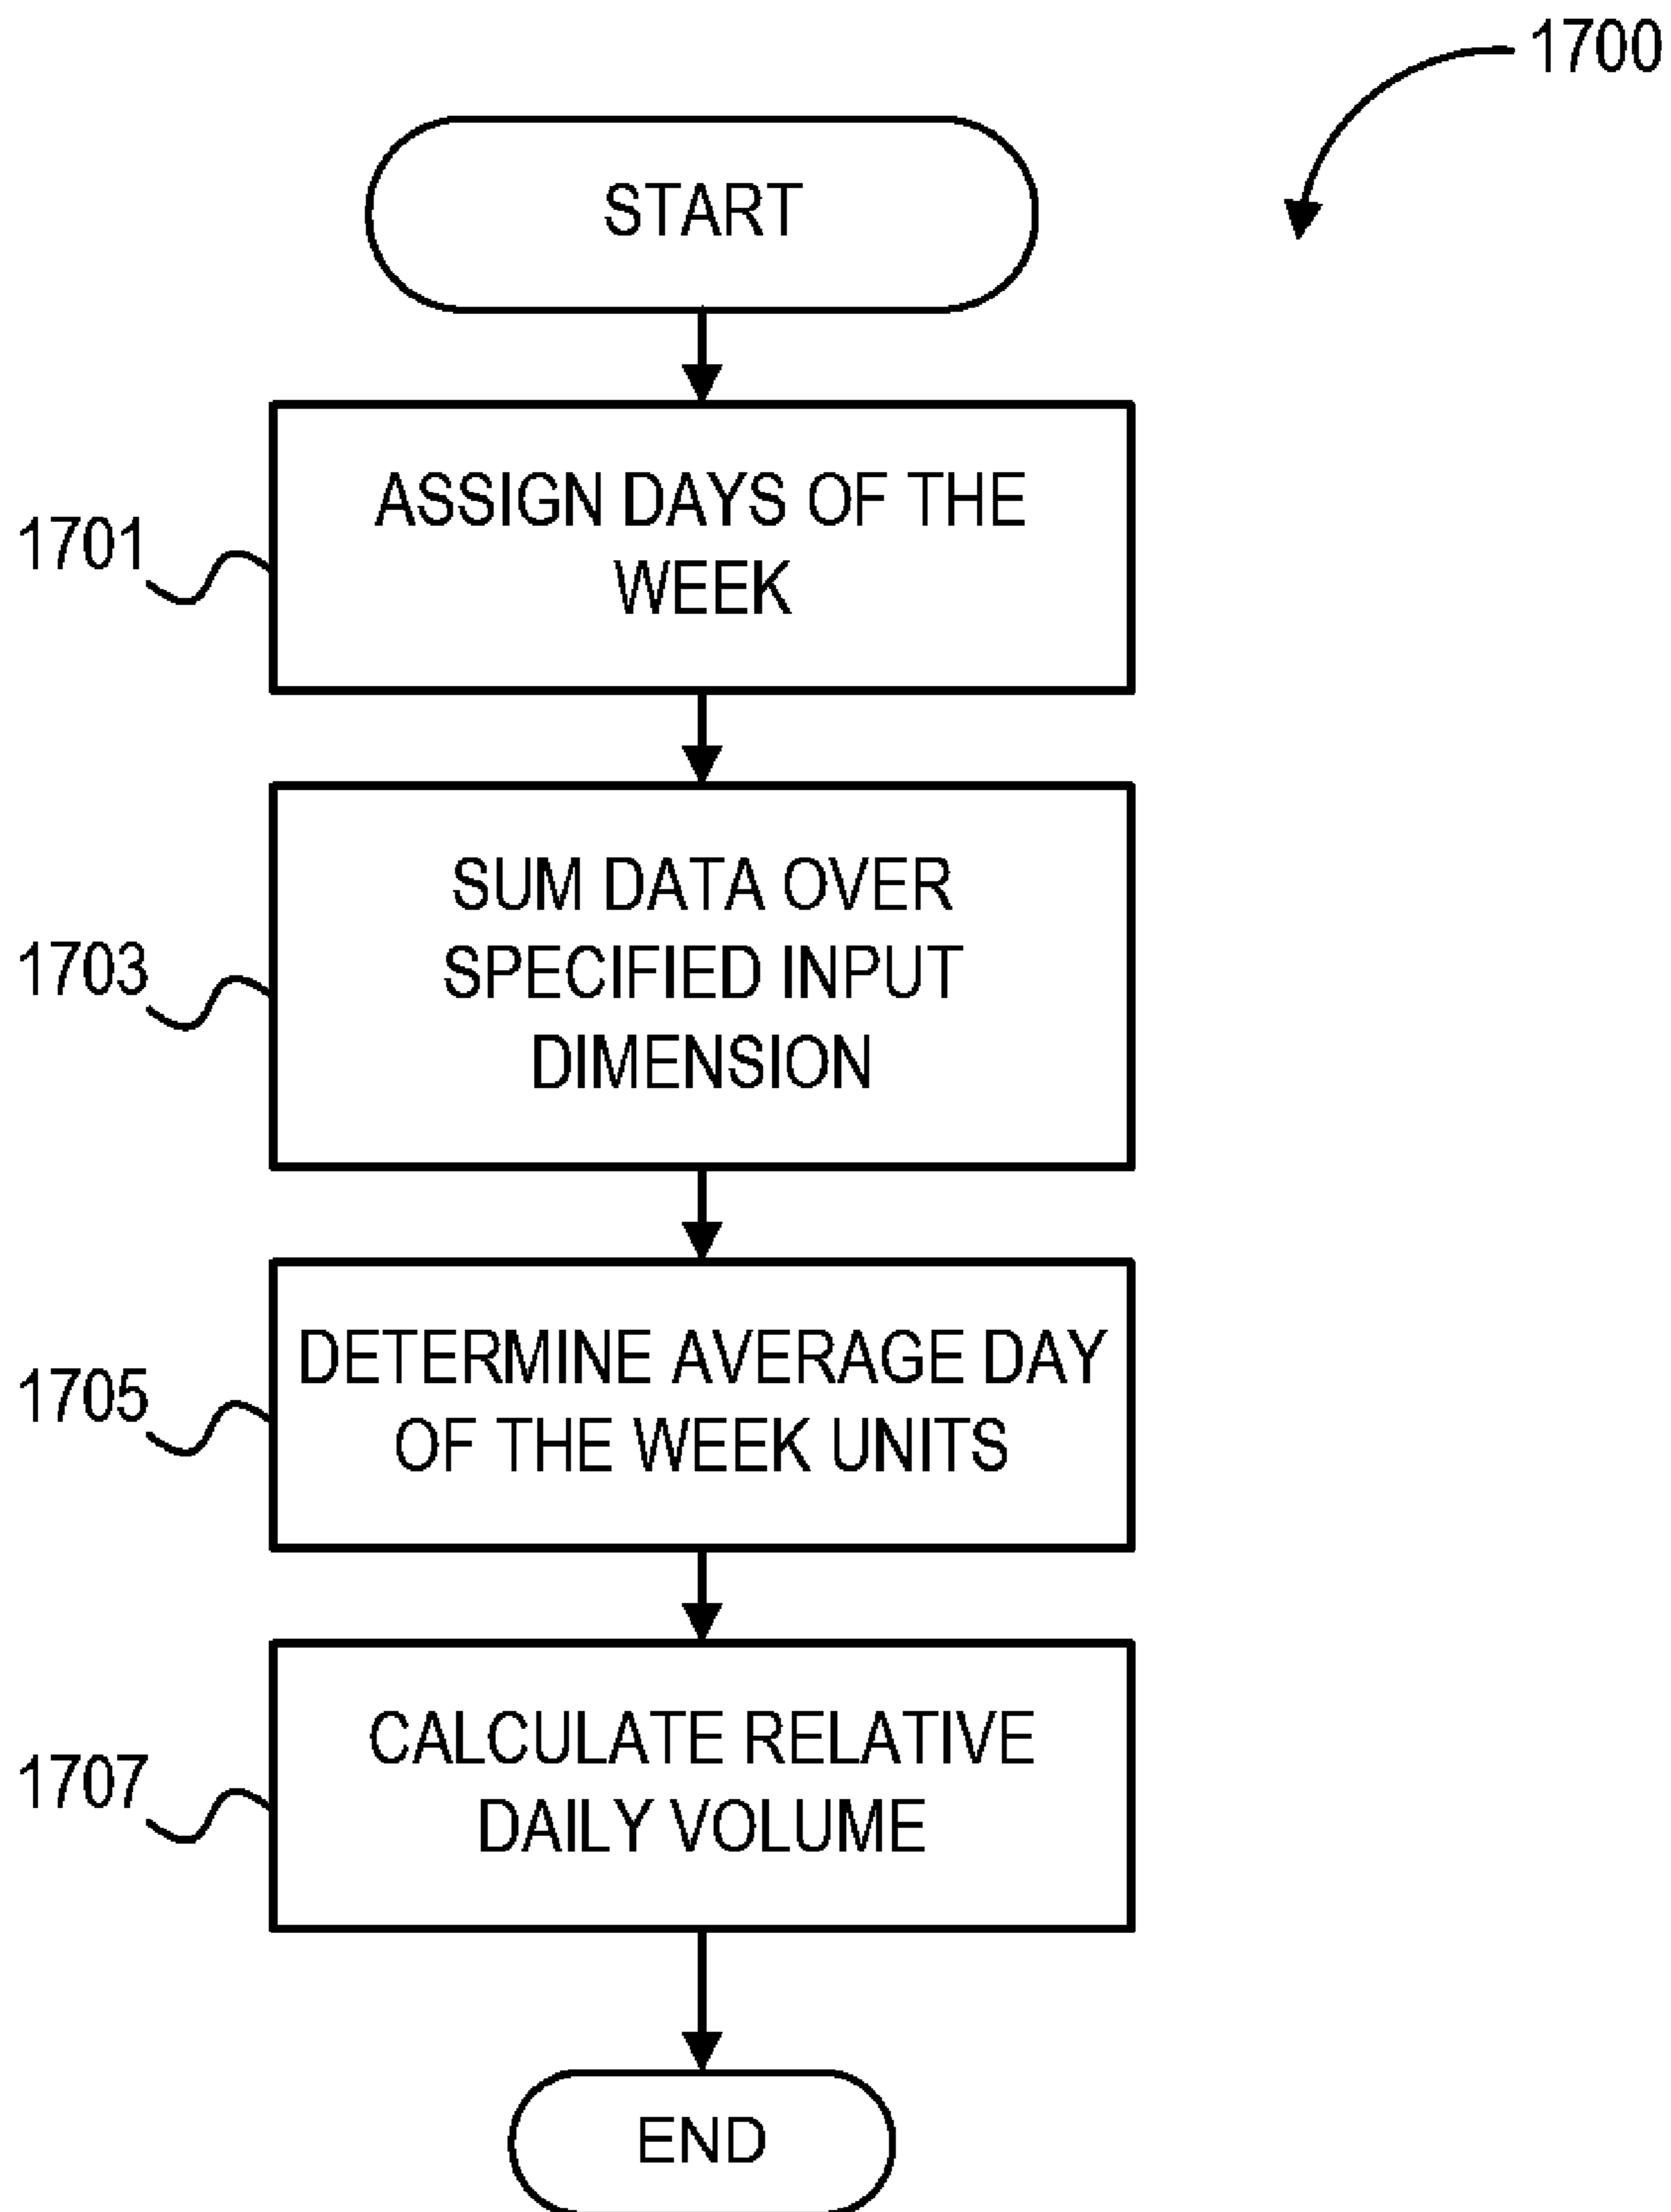 1700
START
ASSIGN DAYS OF THE
WEEK
1701
SUM DATA OVER
SPECIFIED INPUT
DIMENSION
1703
DETERMINE AVERAGE DAY
OF THE WEEK UNITS
1705
CALCULATE RELATIVE
DAILY VOLUME
1707
END